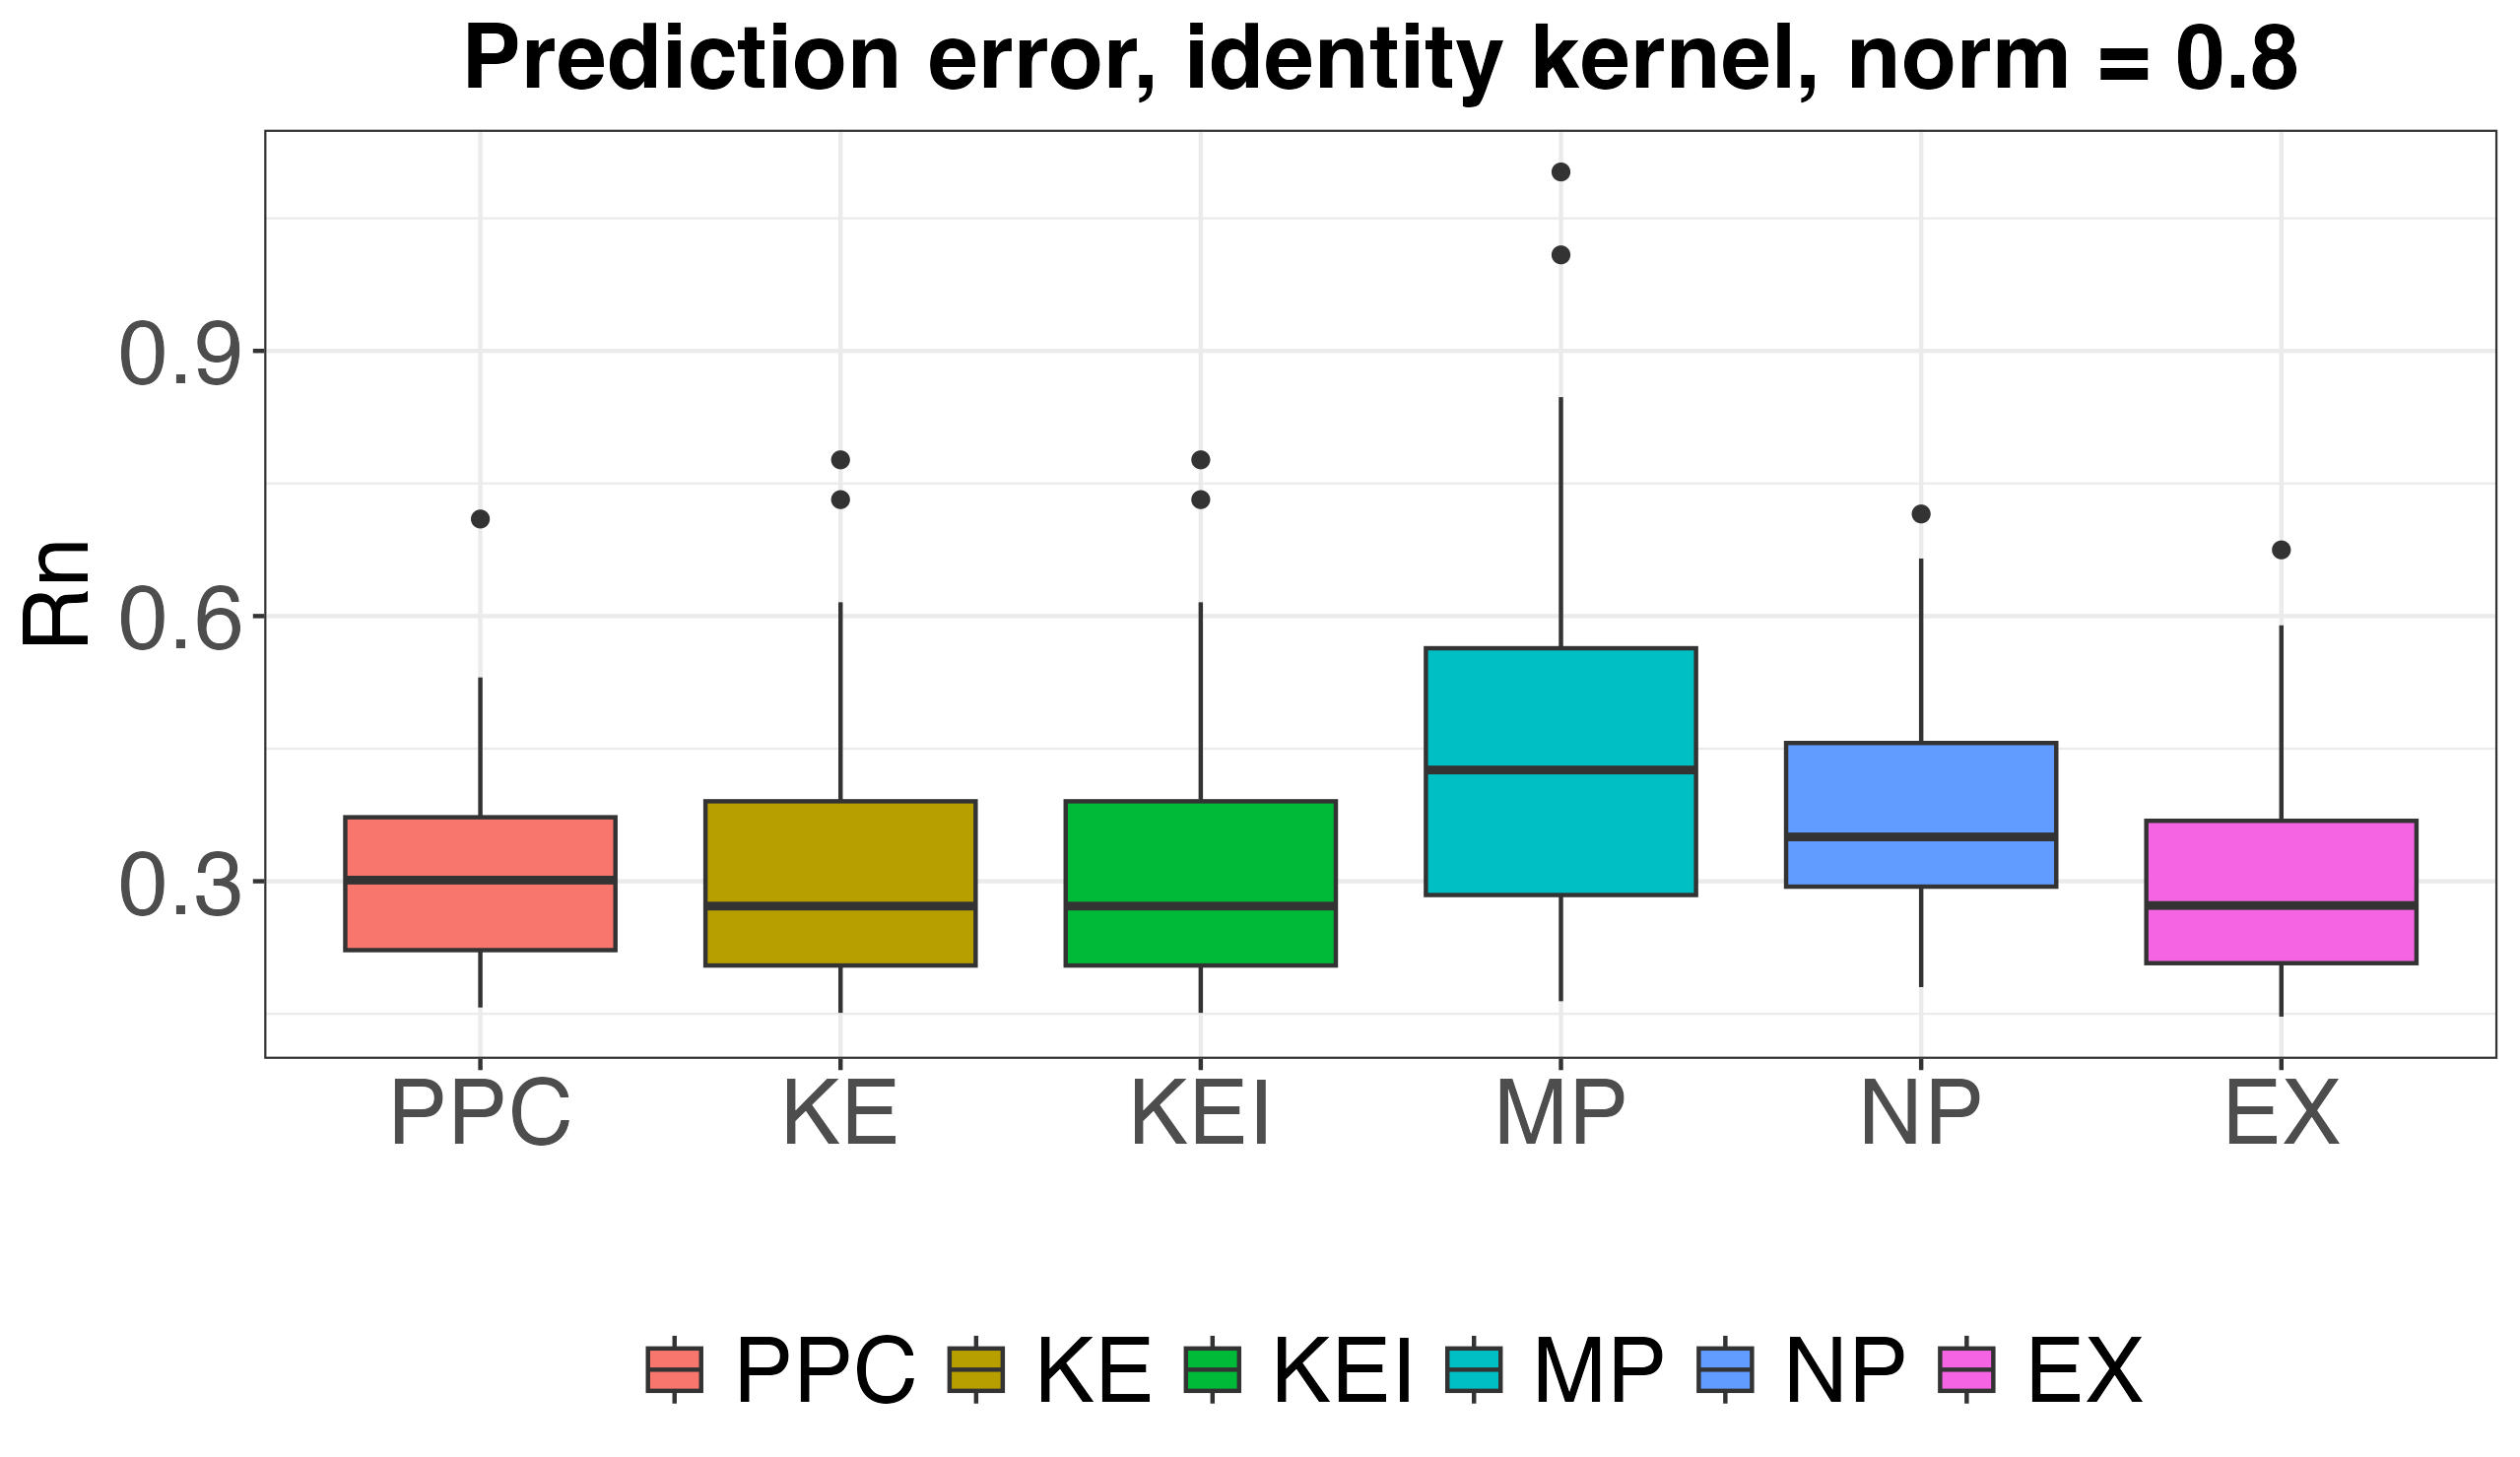 Prediction error, identity kernel, norm = 0.8
Rn
0.9
0.6
0.3
PPC KE KEI MP NP EX
PPC KE KEI MP NP EX